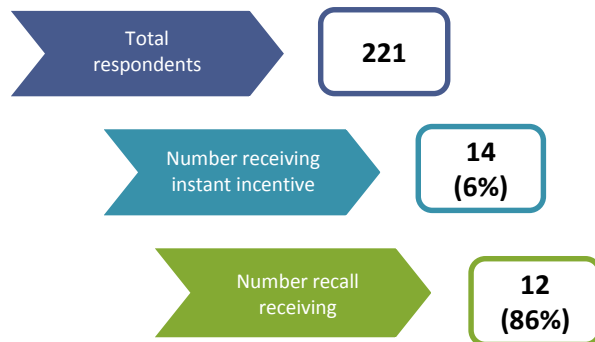 Total
respondents
221
Number receiving
instant incentive
14
(6%)
Number recall
receiving
12
(86%)